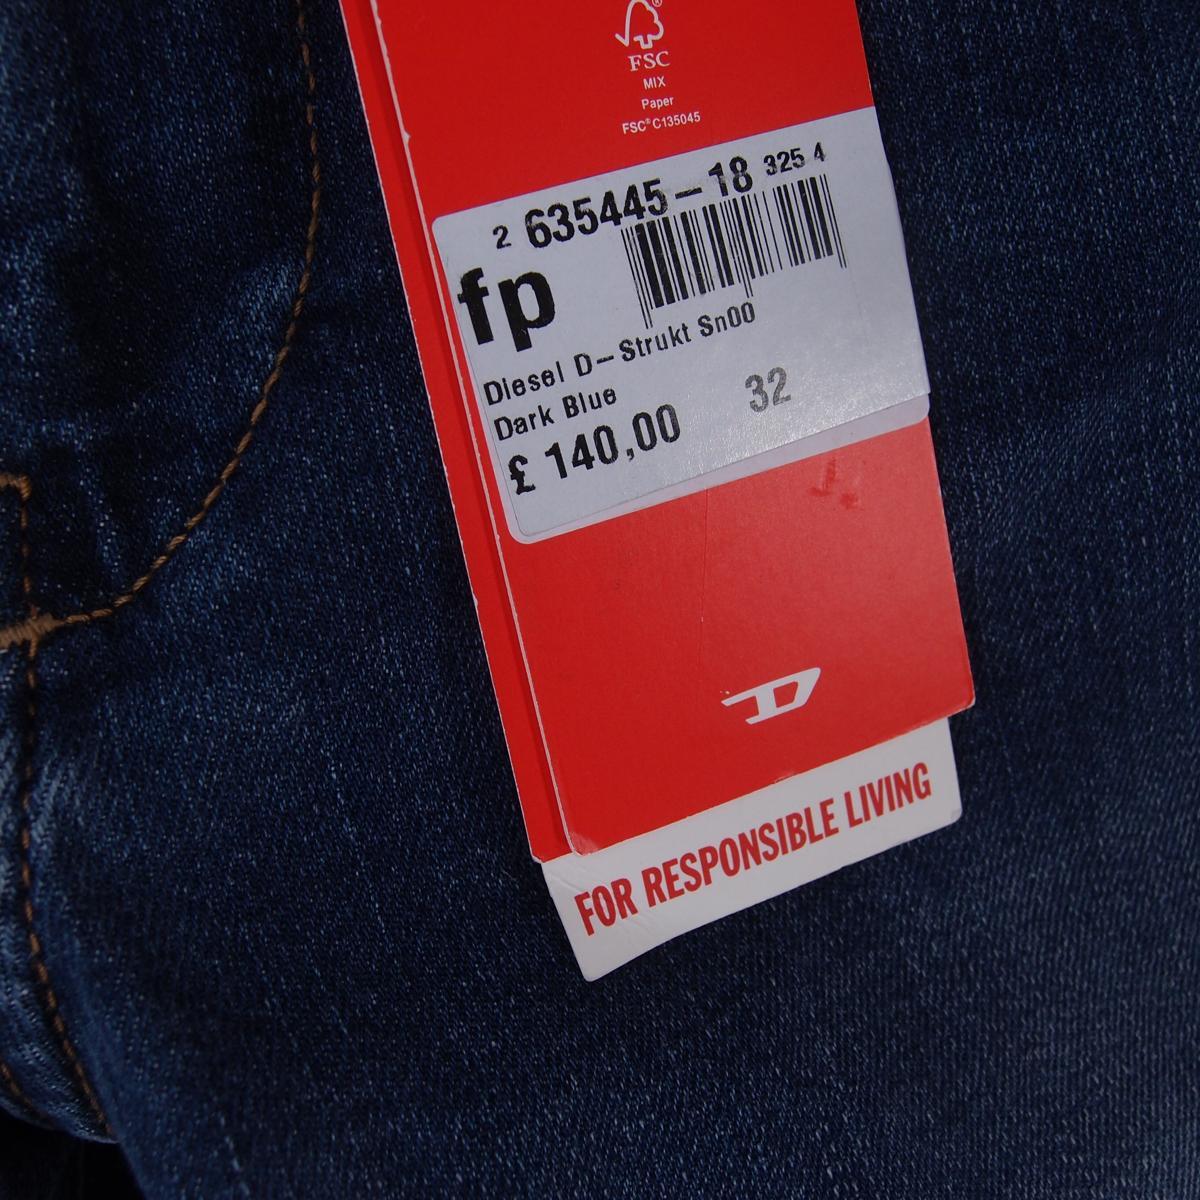 FSC
MIX
Paper
FSC® C135045
2 635445-18 325 4
fp
Diesel D-Strukt Sn00
Dark Blue 32
£ 140,00
D
FOR RESPONSIBLE LIVING